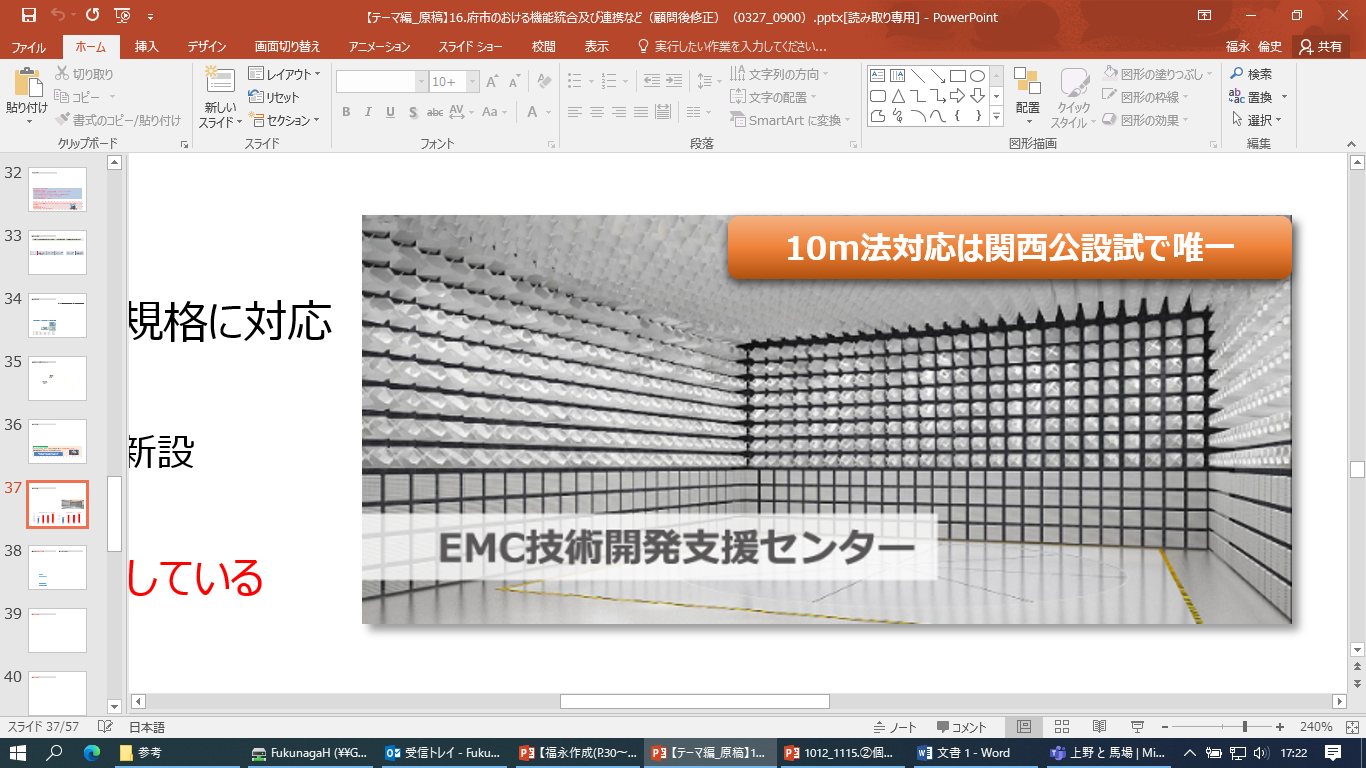 【テーマ編_原稿】16.府市のおける機能統合及び連携など（顧問後修正）（0327_0900）.pptx[読み取り専用] - PowerPoint
ファイル ホーム 挿入 デザイン 画面切り替え アニメーション スライド ショー 校閲 表示 実行したい作業を入力してください... 福永 倫史 共有
貼り付け 切り取り コピー 書式のコピー/貼り付け
クリップボード
新しいスライド レイアウト リセット セクション
スライド
10+
B I U S abc AV Aa A
フォント
文字列の方向 文字の配置 SmartArt に変換
段落
配置 クイックスタイル 図形の塗りつぶし 図形の枠線 図形の効果
図形描画
検索 置換 選択
編集
32
33
34
35
36
37
38
39
40
10m法対応は関西公設試で唯一
規格に対応
新設
している
EMC技術開発支援センター
スライド 37/57 日本語 ノート コメント 240%
参考 FukunagaH (¥¥G... 受信トレイ - Fuku... 【福永作成(P.30～... 【テーマ編_原稿】1... 1012_1115.②個... 文書 1 - Word 上野 と 馬場 | Mi... 17:22